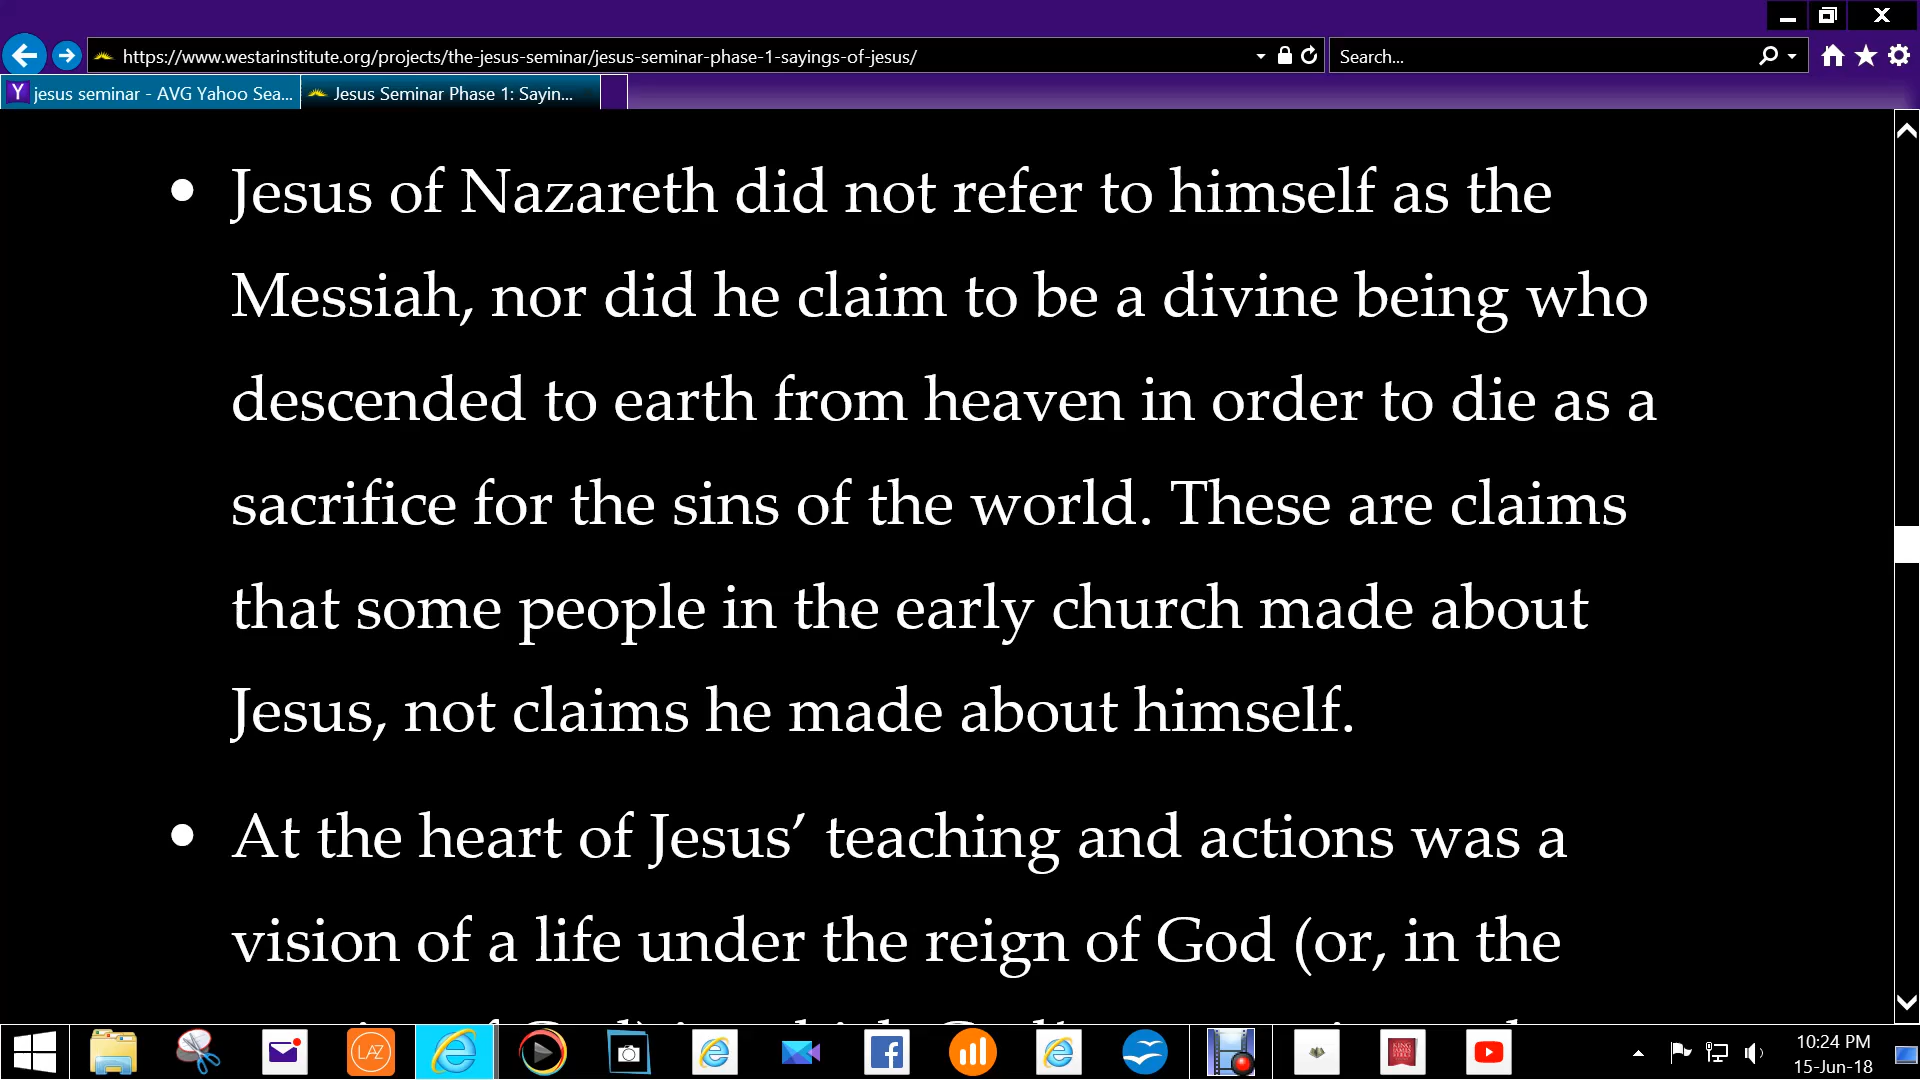 https://www.westarinstitute.org/projects/the-jesus-seminar/jesus-seminar-phase-1-sayings-of-jesus/
Search...
jesus seminar - AVG Yahoo Sea...
Jesus Seminar Phase 1: Sayin...
• Jesus of Nazareth did not refer to himself as the
Messiah, nor did he claim to be a divine being who
descended to earth from heaven in order to die as a
sacrifice for the sins of the world. These are claims
that some people in the early church made about
Jesus, not claims he made about himself.
• At the heart of Jesus’ teaching and actions was a
vision of a life under the reign of God (or, in the
LAZ
KING JAMES BIBLE
10:24 PM
15-Jun-18